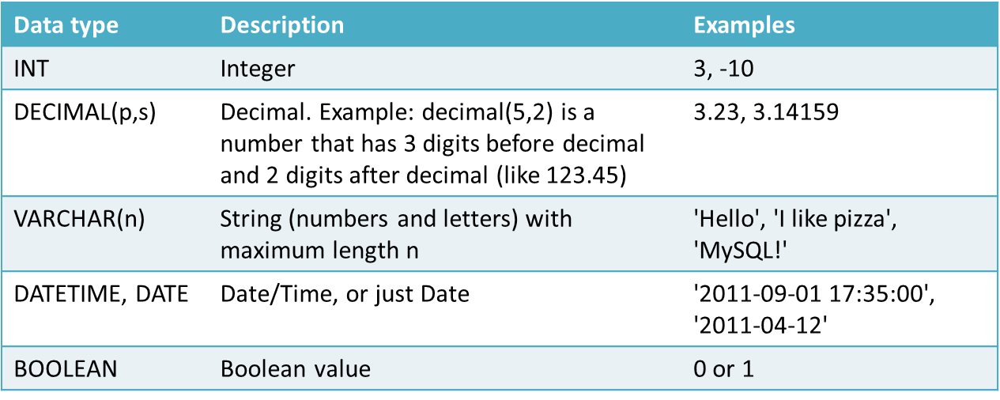 Data type Description Examples
INT Integer 3, -10
DECIMAL(p,s) Decimal. Example: decimal(5,2) is a 3.23, 3.14159
number that has 3 digits before decimal
and 2 digits after decimal (like 123.45)
VARCHAR(n) String (numbers and letters) with 'Hello', 'I like pizza',
maximum length n 'MySQL!'
DATETIME, DATE Date/Time, or just Date '2011-09-01 17:35:00',
'2011-04-12'
BOOLEAN Boolean value 0 or 1